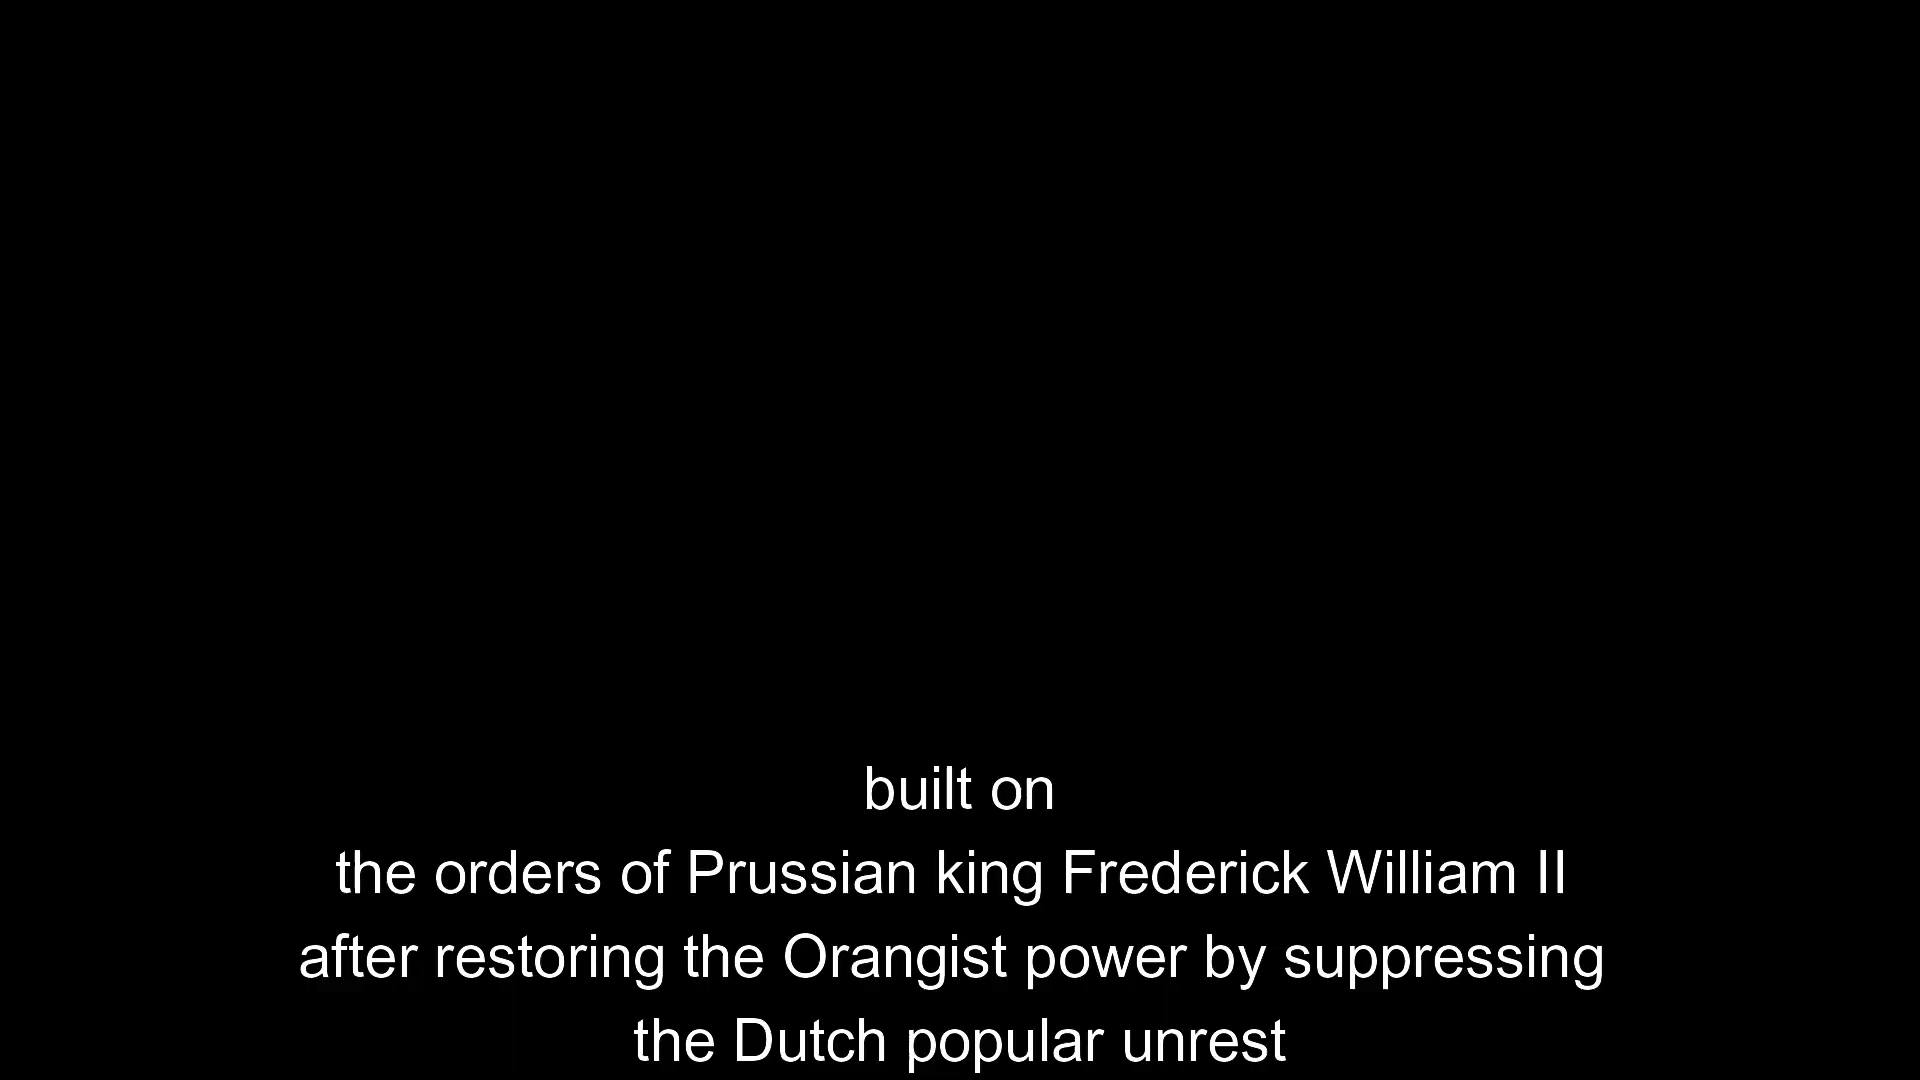 built on
the orders of Prussian king Frederick William II
after restoring the Orangist power by suppressing
the Dutch popular unrest